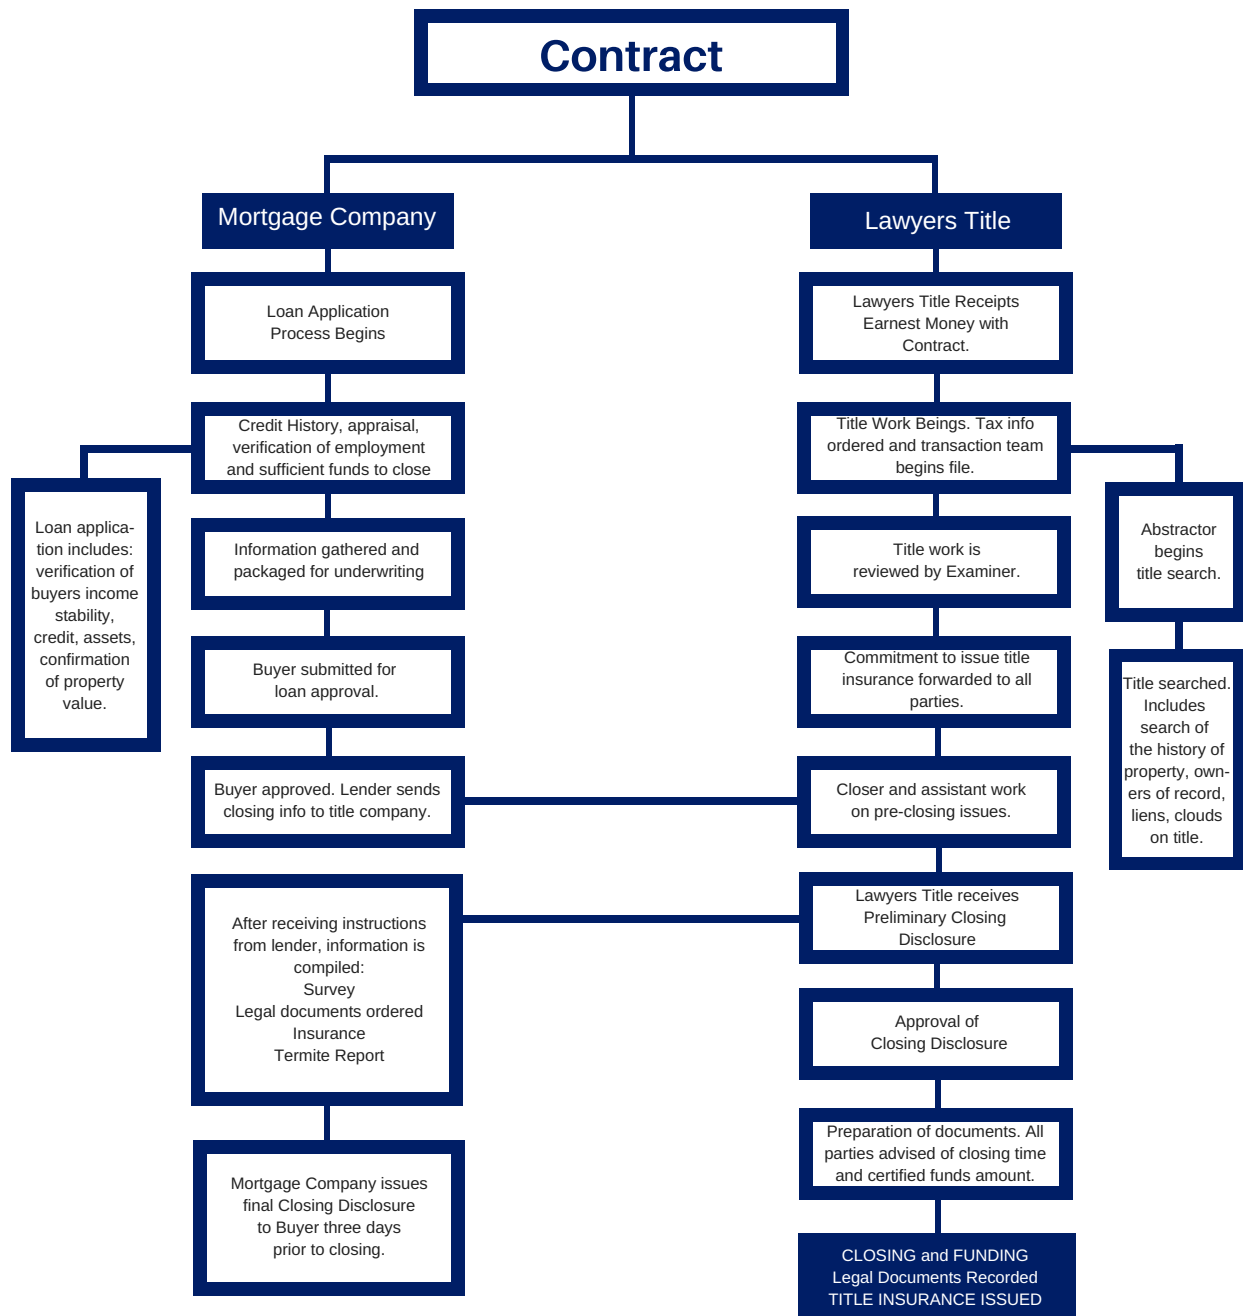 Contract
Mortgage Company
Loan Application
Process Begins
Credit History, appraisal,
verification of employment
and sufficient funds to close
Loan applica-
tion includes:
verification of
buyers income
stability,
credit, assets,
confirmation
of property
value.
Information gathered and
packaged for underwriting
Buyer submitted for
loan approval.
Buyer approved. Lender sends
closing info to title company.
After receiving instructions
from lender, information is
compiled:
Survey
Legal documents ordered
Insurance
Termite Report
Mortgage Company issues
final Closing Disclosure
to Buyer three days
prior to closing.
Lawyers Title
Lawyers Title Receipts
Earnest Money with
Contract.
Title Work Beings. Tax info
ordered and transaction team
begins file.
Abstractor
begins
title search.
Title searched.
Includes
search of
the history of
property, own-
ers of record,
liens, clouds
on title.
Title work is
reviewed by Examiner.
Commitment to issue title
insurance forwarded to all
parties.
Closer and assistant work
on pre-closing issues.
Lawyers Title receives
Preliminary Closing
Disclosure
Approval of
Closing Disclosure
Preparation of documents. All
parties advised of closing time
and certified funds amount.
CLOSING and FUNDING
Legal Documents Recorded
TITLE INSURANCE ISSUED